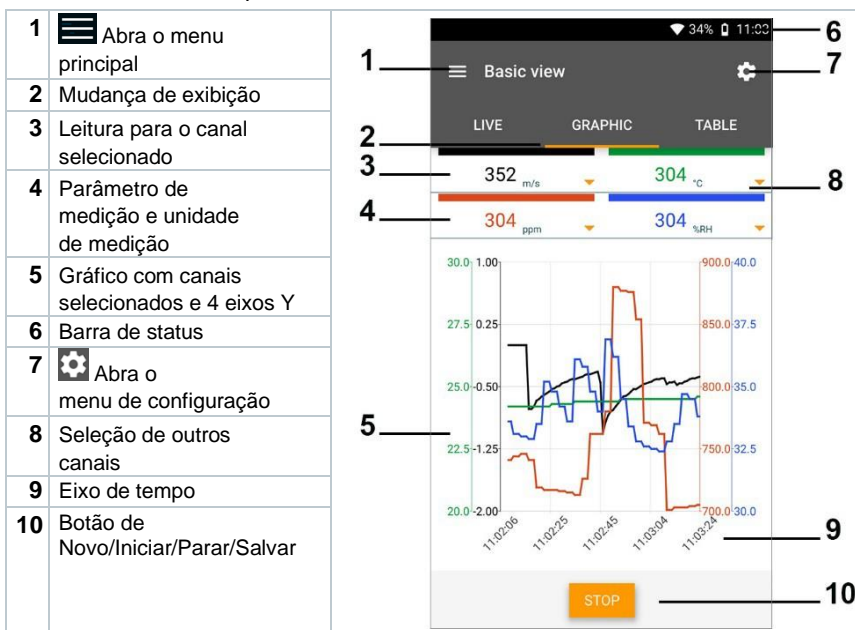 1 Abra o menu
principal
2 Mudança de exibição
3 Leitura para o canal
selecionado
4 Parâmetro de
medição e unidade
de medição
5 Gráfico com canais
selecionados e 4 eixos Y
6 Barra de status
7 Abra o
menu de configuração
8 Seleção de outros
canais
9 Eixo de tempo
10 Botão de
Novo/Iniciar/Parar/Salvar
34% 11:03 6
1 Basic view 7
2 LIVE GRAPHIC TABLE
3 352 m/s 304 °C 8
4 304 ppm 304 %RH
30.0 1.00 900.0 40.0
27.5 0.25 850.0 37.5
25.0 -0.50 800.0 35.0
5
22.5 -1.25 750.0 32.5
20.0 -2.00 700.0 30.0
11:02:06 11:02:25 11:02:45 11:03:04 11:03:24 9
STOP 10